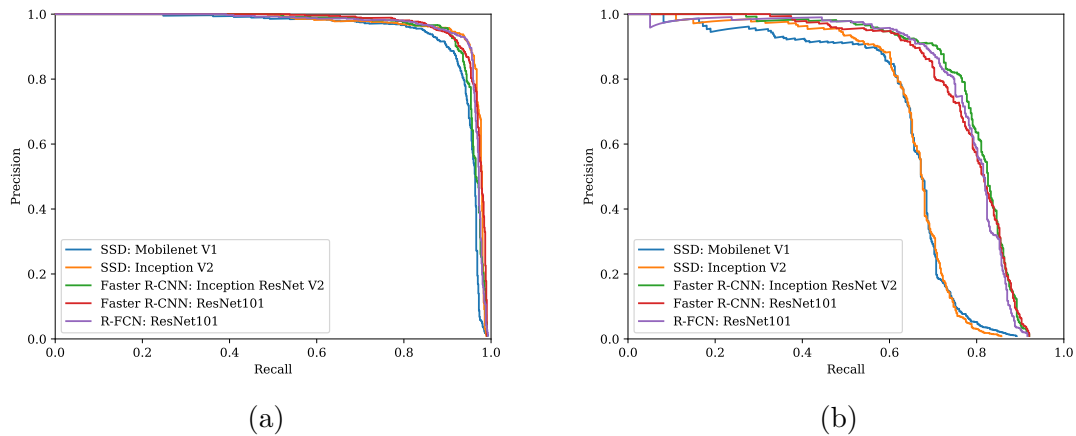 1.0
0.8
0.6
0.4
0.2
0.0
Precision
0.0 0.2 0.4 0.6 0.8 1.0
Recall
SSD: Mobilenet V1
SSD: Inception V2
Faster R-CNN: Inception ResNet V2
Faster R-CNN: ResNet101
R-FCN: ResNet101
(a)
1.0
0.8
0.6
0.4
0.2
0.0
Precision
0.0 0.2 0.4 0.6 0.8 1.0
Recall
SSD: Mobilenet V1
SSD: Inception V2
Faster R-CNN: Inception ResNet V2
Faster R-CNN: ResNet101
R-FCN: ResNet101
(b)